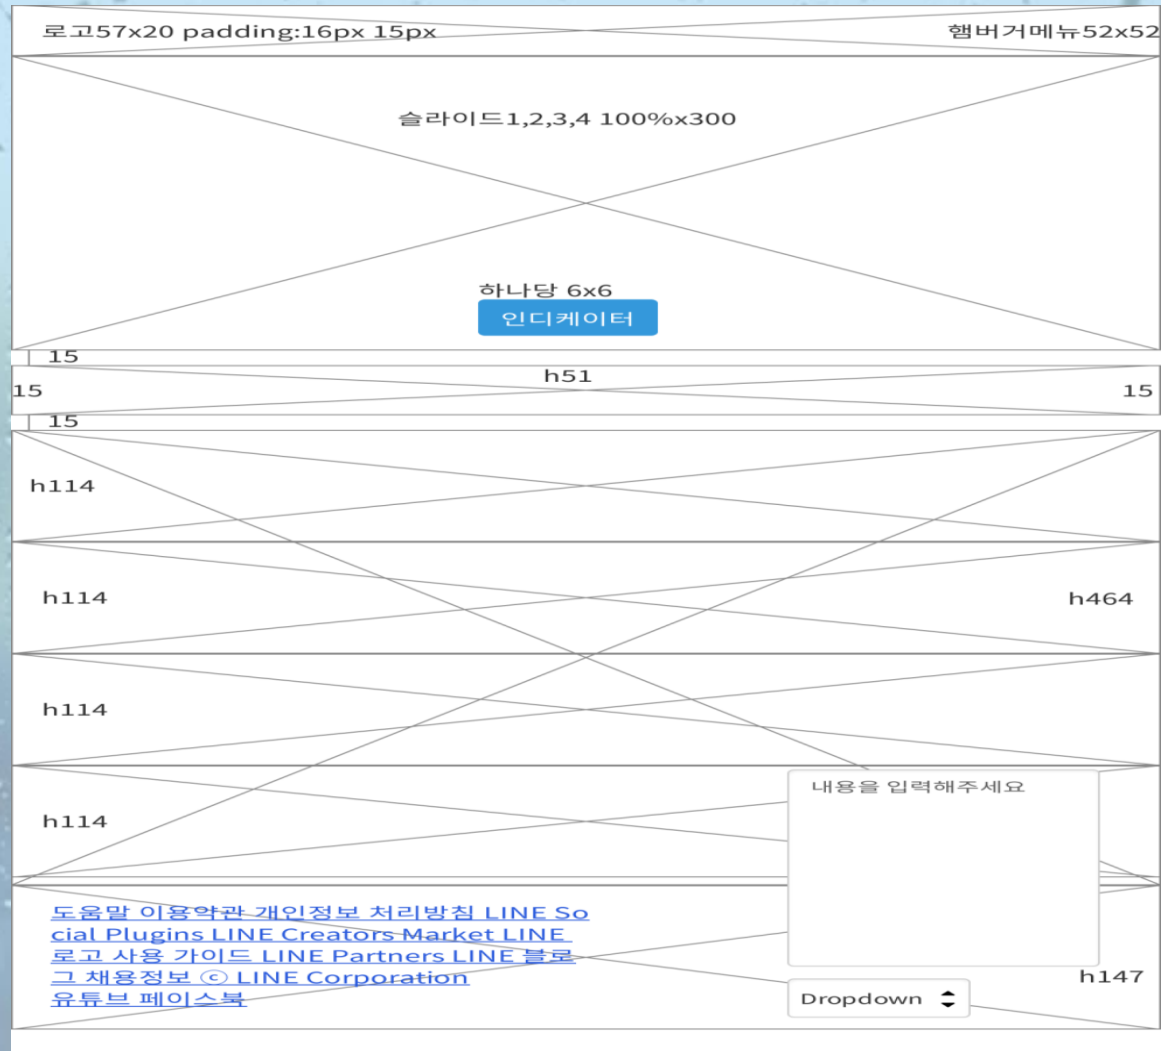 로고57x20 padding:16px 15px
햄버거메뉴52x52
슬라이드1,2,3,4 100%x300
하나당 6x6
인디케이터
15
h51
15
15
15
h114
h114
h464
h114
h114
내용을 입력해주세요
도움말 이용약관 개인정보 처리방침 LINE So
cial Plugins LINE Creators Market LINE
로고 사용 가이드 LINE Partners LINE 블로
그 채용정보 ⓒ LINE Corporation
유튜브 페이스북
h147
Dropdown